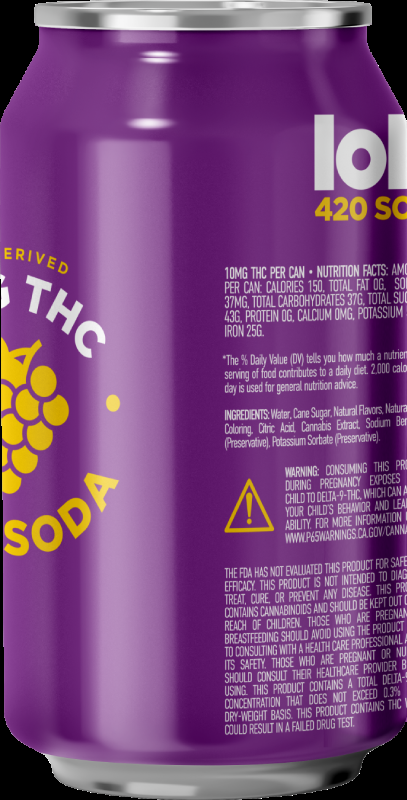 ERIVED
G THC
SODA
lol
420 SO
10MG THC PER CAN • NUTRITION FACTS: AMO
PER CAN: CALORIES 150, TOTAL FAT 0G, SOD
37MG, TOTAL CARBOHYDRATES 37G, TOTAL SUG
43G, PROTEIN 0G, CALCIUM 0MG, POTASSIUM
IRON 25G.
*The % Daily Value (DV) tells you how much a nutrien
serving of food contributes to a daily diet. 2,000 calo
day is used for general nutrition advice.
INGREDIENTS: Water, Cane Sugar, Natural Flavors, Natura
Coloring, Citric Acid, Cannabis Extract, Sodium Ben
(Preservative), Potassium Sorbate (Preservative).
WARNING: CONSUMING THIS PRO
DURING PREGNANCY EXPOSES
CHILD TO DELTA-9-THC, WHICH CAN A
YOUR CHILD'S BEHAVIOR AND LEAR
ABILITY. FOR MORE INFORMATION
WWW.P65WARNINGS.CA.GOV/CANNA
THE FDA HAS NOT EVALUATED THIS PRODUCT FOR SAFE
EFFICACY. THIS PRODUCT IS NOT INTENDED TO DIAG
TREAT, CURE, OR PREVENT ANY DISEASE. THIS PRO
CONTAINS CANNABINOIDS AND SHOULD BE KEPT OUT O
REACH OF CHILDREN. THOSE WHO ARE PREGNAN
BREASTFEEDING SHOULD AVOID USING THE PRODUCT
TO CONSULTING WITH A HEALTH CARE PROFESSIONAL A
ITS SAFETY. THOSE WHO ARE PREGNANT OR NU
SHOULD CONSULT THEIR HEALTHCARE PROVIDER B
USING. THIS PRODUCT CONTAINS A TOTAL DELTA-9
CONCENTRATION THAT DOES NOT EXCEED 0.3%
DRY-WEIGHT BASIS. THIS PRODUCT CONTAINS THC
COULD RESULT IN A FAILED DRUG TEST.